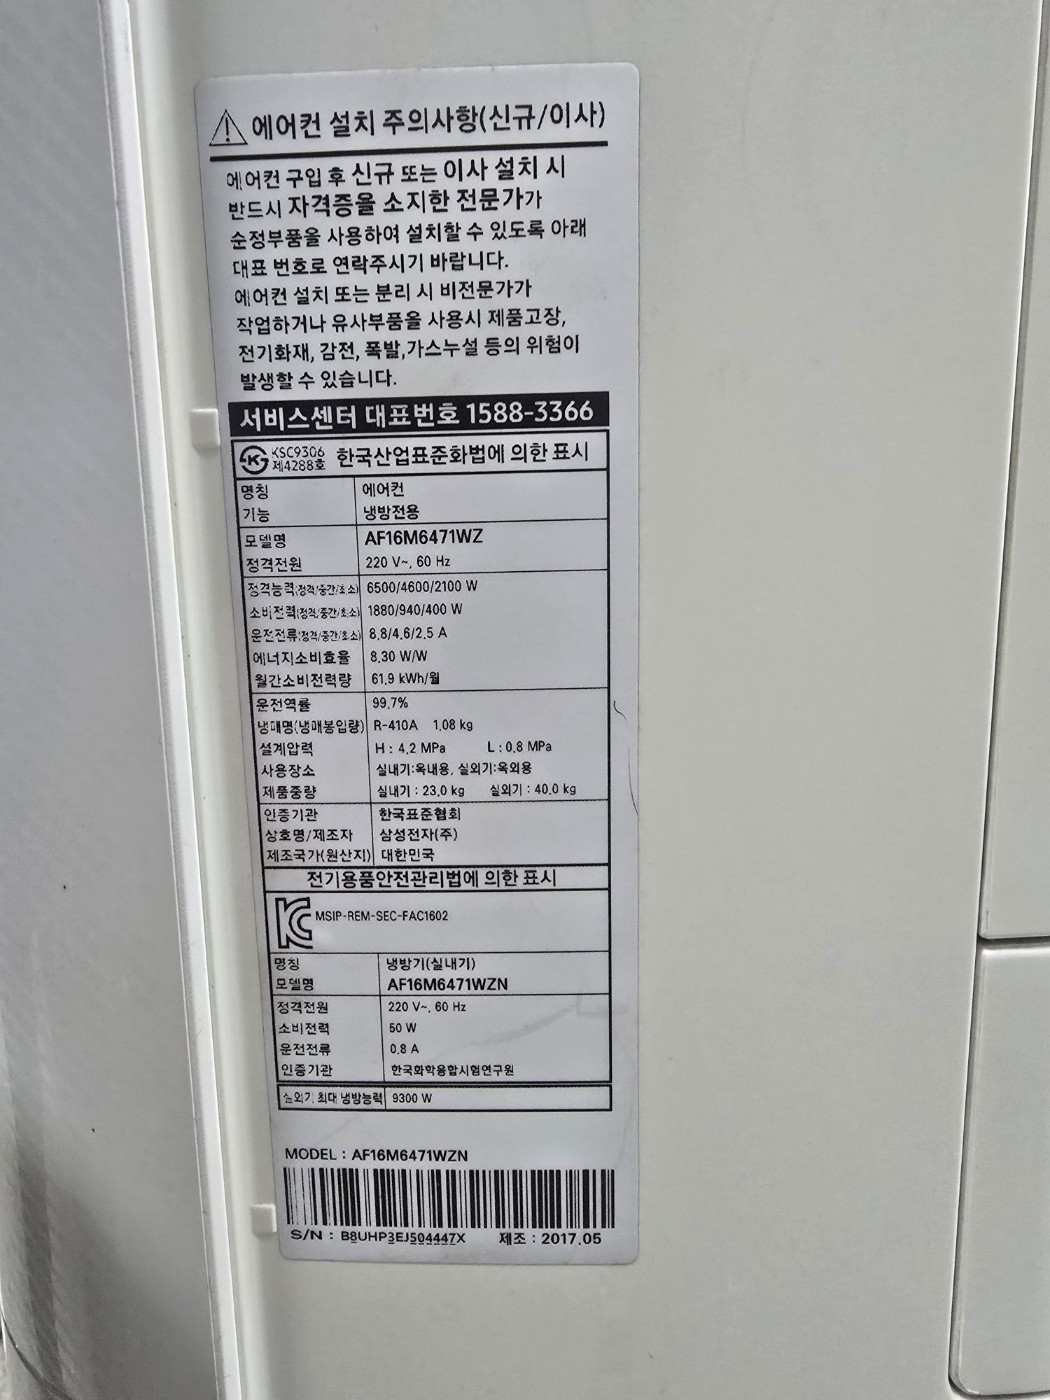 에어컨 설치 주의사항(신규/이사)
에어컨 구입 후 신규 또는 이사 설치 시
반드시 자격증을 소지한 전문가가
순정부품을 사용하여 설치할 수 있도록 아래
대표 번호로 연락주시기 바랍니다.
에어컨 설치 또는 분리 시 비전문가가
작업하거나 유사부품을 사용시 제품고장,
전기화재, 감전, 폭발,가스누설 등의 위험이
발생할 수 있습니다.
서비스센터 대표번호 1588-3366
KSC9306
제4288호 한국산업표준화법에 의한 표시
명칭 에어컨
기능 냉방전용
모델명 AF16M6471WZ
정격전원 220 V~, 60 Hz
정격능력(정격/중간/최소) 6500/4600/2100 W
소비전력(정격/중간/최소) 1880/940/400 W
운전전류(정격/중간/최소) 8.8/4.6/2.5 A
에너지소비효율 8.30 W/W
월간소비전력량 61.9 kWh/월
운전역률 99.7%
냉매명(냉매봉입량) R-410A 1.08 kg
설계압력 H : 4.2 MPa L : 0.8 MPa
사용장소 실내기:옥내용, 실외기:옥외용
제품중량 실내기 : 23.0 kg 실외기 : 40.0 kg
인증기관 한국표준협회
상호명/제조자 삼성전자(주)
제조국가(원산지) 대한민국
전기용품안전관리법에 의한 표시
MSIP-REM-SEC-FAC1602
명칭 냉방기(실내기)
모델명 AF16M6471WZN
정격전원 220 V~, 60 Hz
소비전력 50 W
운전전류 0.8 A
인증기관 한국화학융합시험연구원
실외기 최대 냉방능력 9300 W
MODEL : AF16M6471WZN
S/N : B8UHP3EJ504447X 제조 : 2017.05